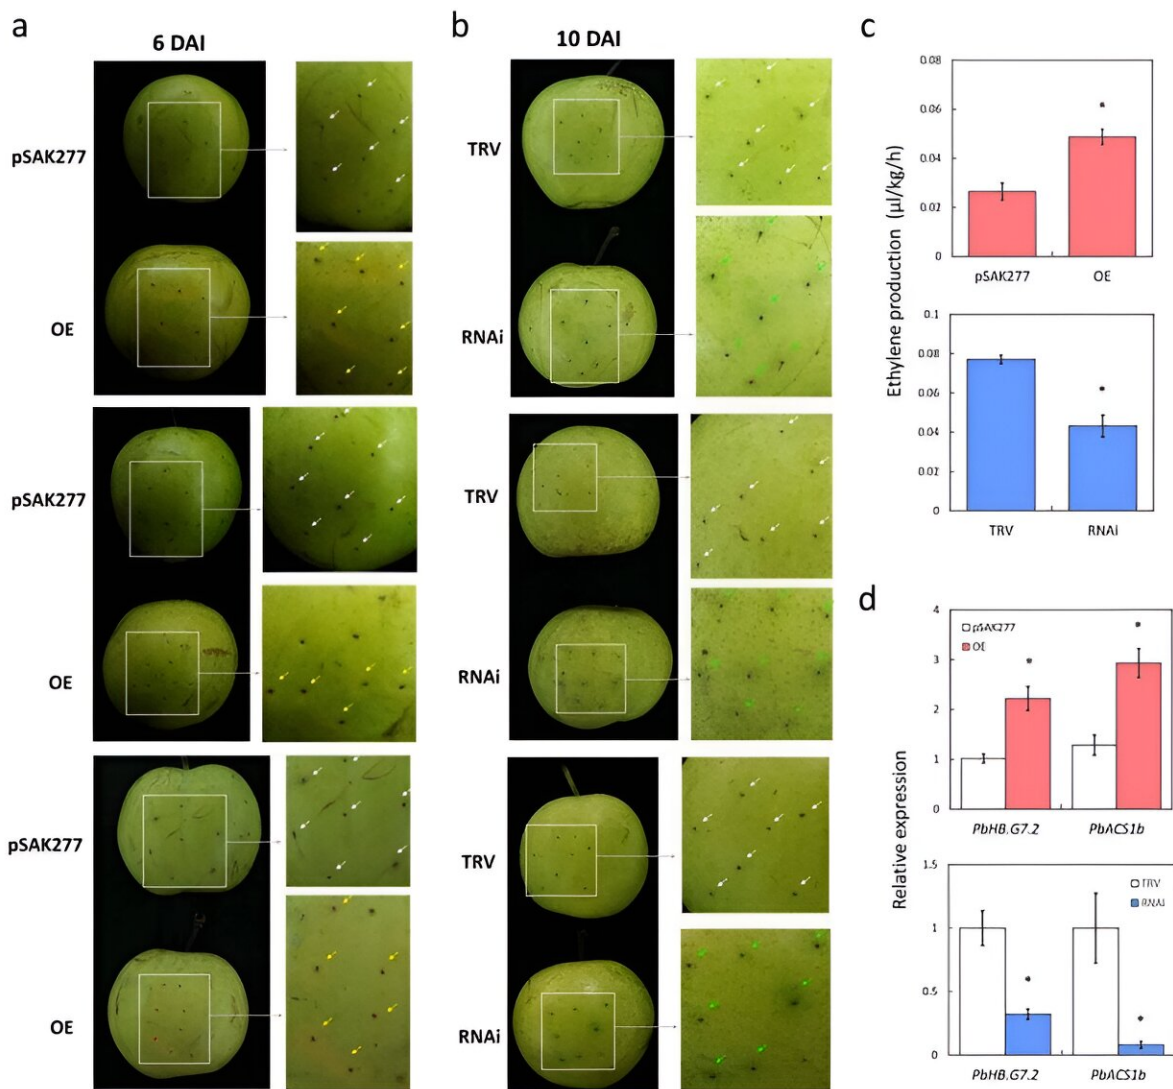 a
6 DAI
pSAK277
OE
pSAK277
OE
pSAK277
OE
b
10 DAI
TRV
RNAi
TRV
RNAi
TRV
RNAi
c
Ethylene production (µl/kg/h)
0.08
0.06
0.04
0.02
0
pSAK277
OE
0.1
0.08
0.06
0.04
0.02
0
TRV
RNAi
d
Relative expression
4
3
2
1
0
pSAK277
OE
PbHB.G7.2
PbACS1b
1.5
1
0.5
0
TRV
RNAi
PbHB.G7.2
PbACS1b